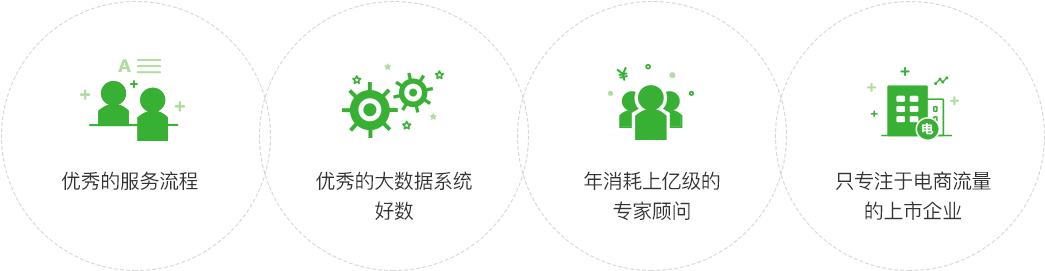 A
¥
电
优秀的服务流程
优秀的大数据系统
好数
年消耗上亿级的
专家顾问
只专注于电商流量
的上市企业